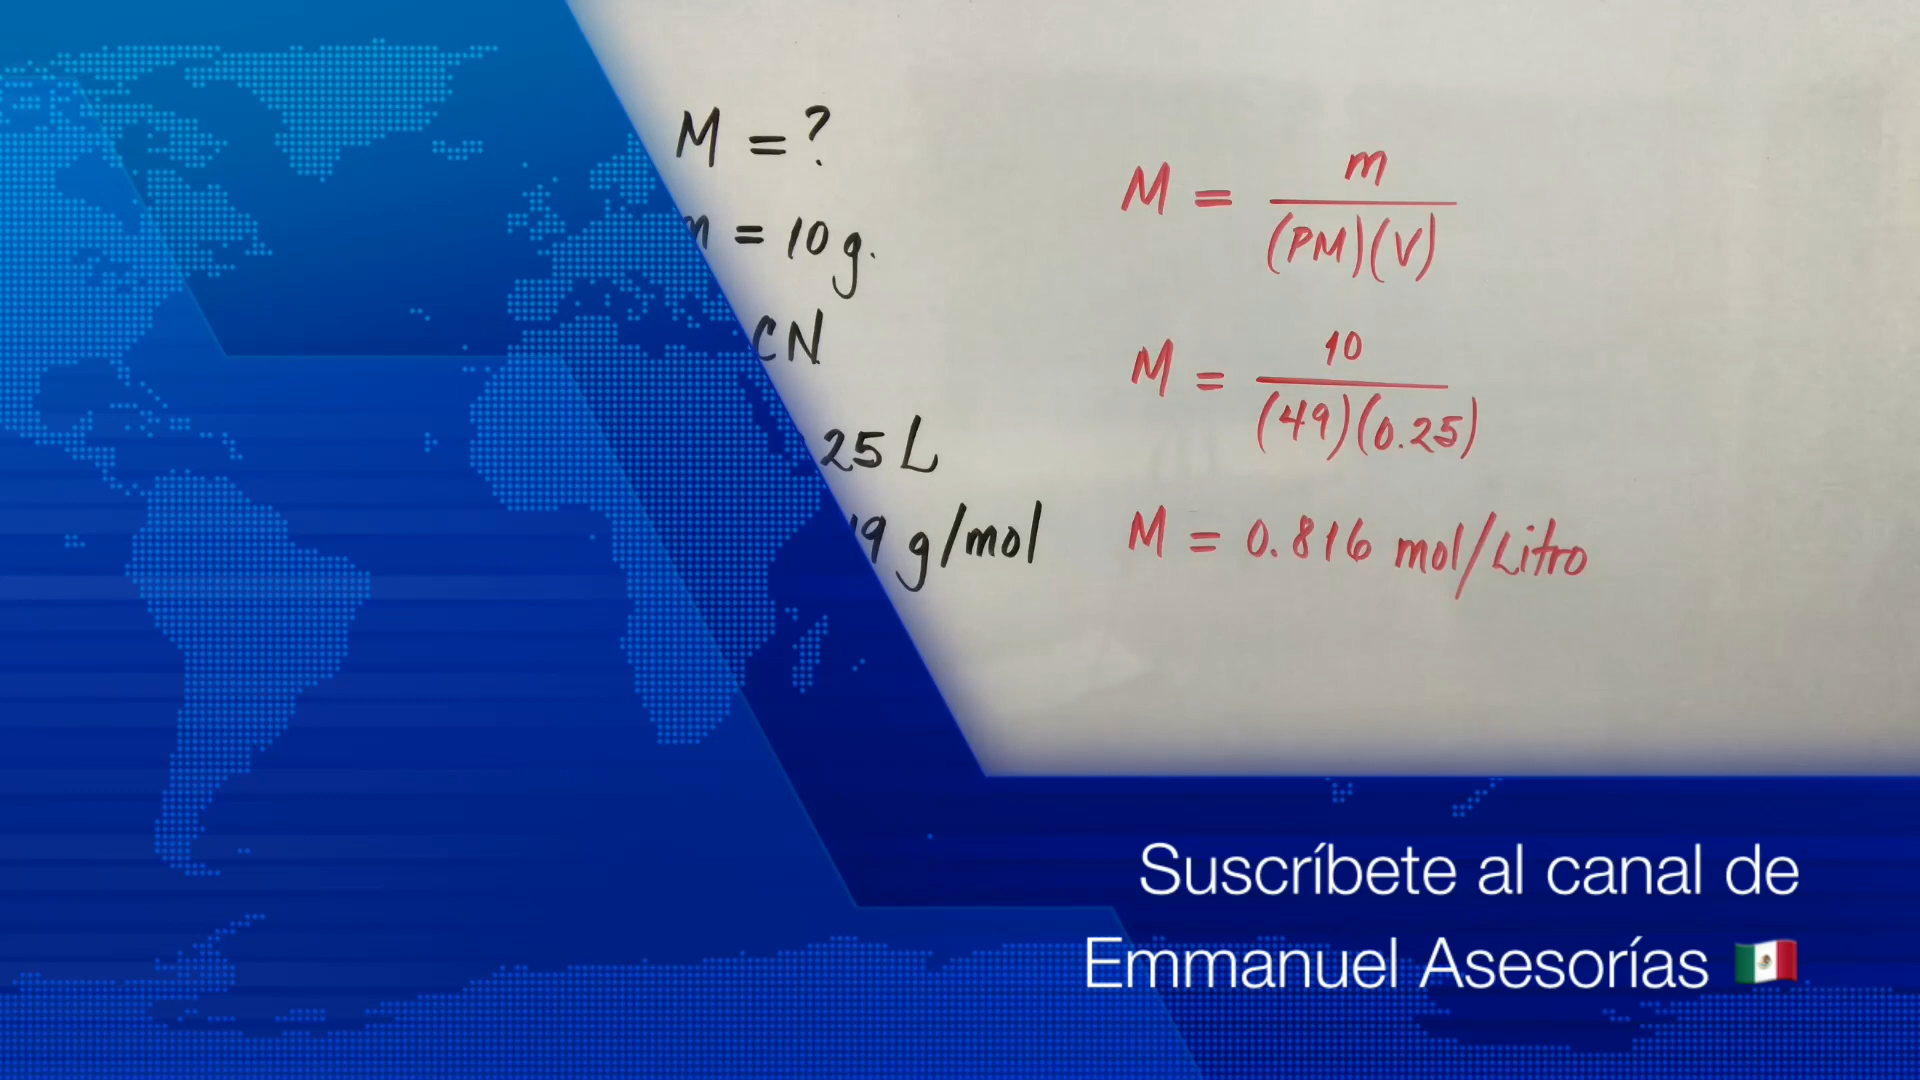 M = ?
m = 10 g.
CN
25 L
49 g/mol
M = m / (PM)(V)
M = 10 / (49)(0.25)
M = 0.816 mol/Litro
Suscríbete al canal de
Emmanuel Asesorías 🇲🇽